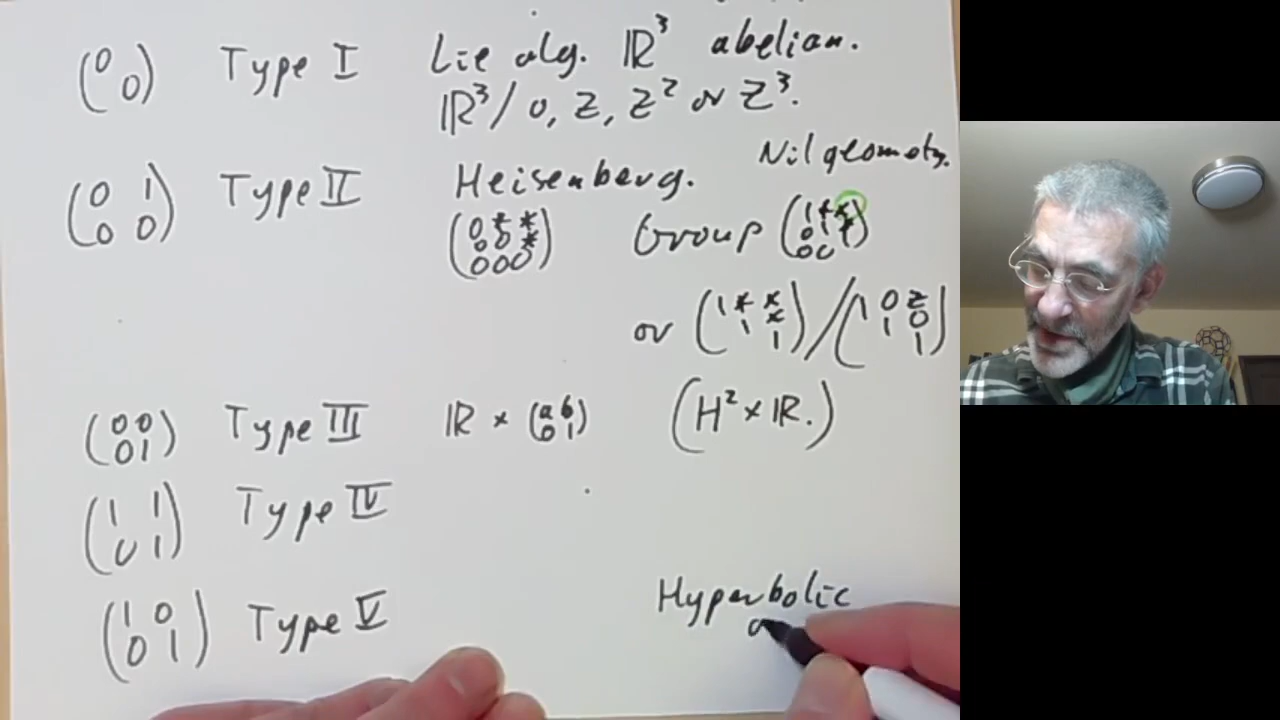 (0 0) Type I Lie alg. ℝ³ abelian.
ℝ³/0, Z, Z² or Z³.
Nil geometry.
(0 1 / 0 0) Type II Heisenberg.
(0 * * / 0 0 * / 0 0 0) Group (1 * * / 0 1 * / 0 0 1)
or (1 * * / 1 * / 1) / (1 0 Z / 1 0 / 1)
(0 0 / 0 1) Type III ℝ × (a b / 0 1) (H² × ℝ.)
(1 1 / 0 1) Type IV
Hyperbolic
(1 0 / 0 1) Type V